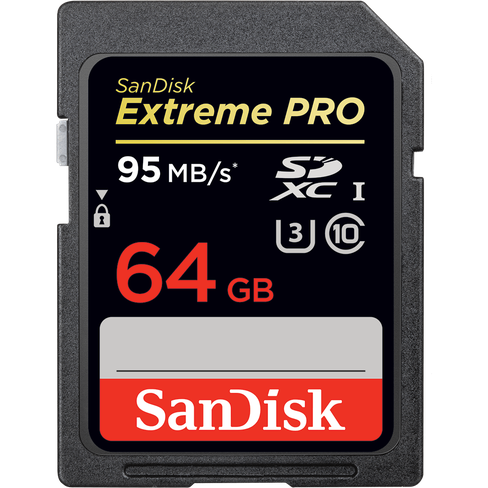 SanDisk
Extreme PRO
95 MB/s*
SD XC I
3 10
64 GB
SanDisk